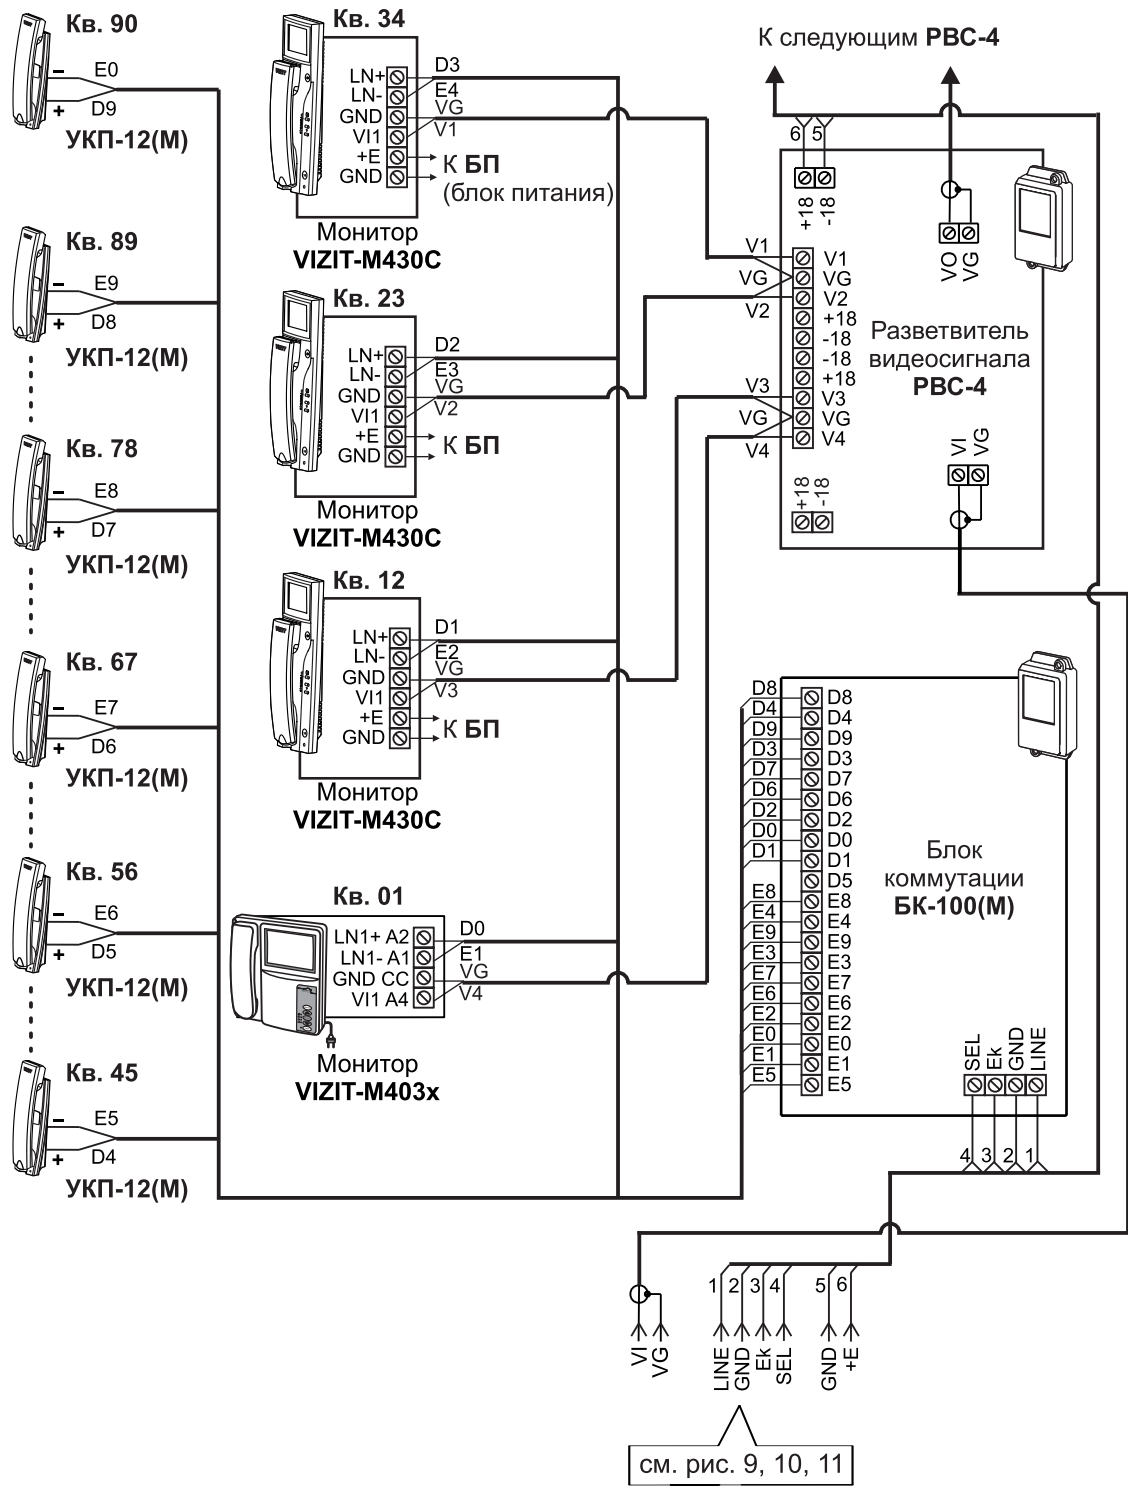 Кв. 90
−
E0
+
D9
УКП-12(М)
Кв. 89
−
E9
+
D8
УКП-12(М)
Кв. 78
−
E8
+
D7
УКП-12(М)
Кв. 67
−
E7
+
D6
УКП-12(М)
Кв. 56
−
E6
+
D5
УКП-12(М)
Кв. 45
−
E5
+
D4
УКП-12(М)
Кв. 34
LN+
LN-
GND
VI1
+E
GND
D3
E4
VG
V1
К БП
(блок питания)
Монитор
VIZIT-M430C
Кв. 23
LN+
LN-
GND
VI1
+E
GND
D2
E3
VG
V2
К БП
Монитор
VIZIT-M430C
Кв. 12
LN+
LN-
GND
VI1
+E
GND
D1
E2
VG
V3
К БП
Монитор
VIZIT-M430C
Кв. 01
LN1+ A2
LN1- A1
GND CC
VI1 A4
D0
E1
VG
V4
Монитор
VIZIT-M403x
К следующим РВС-4
6
5
+18
-18
VO
VG
V1
VG
V2
V3
VG
V4
V1
VG
V2
+18
-18
-18
+18
V3
VG
V4
Разветвитель
видеосигнала
РВС-4
VI
VG
+18
-18
D8
D4
D9
D3
D7
D6
D2
D0
D1
E8
E4
E9
E3
E7
E6
E2
E0
E1
E5
D8
D4
D9
D3
D7
D6
D2
D0
D1
D5
E8
E4
E9
E3
E7
E6
E2
E0
E1
E5
Блок
коммутации
БК-100(М)
SEL
Ek
GND
LINE
4
3
2
1
1
2
3
4
5
6
VI
VG
LINE
GND
Ek
SEL
GND
+E
см. рис. 9, 10, 11